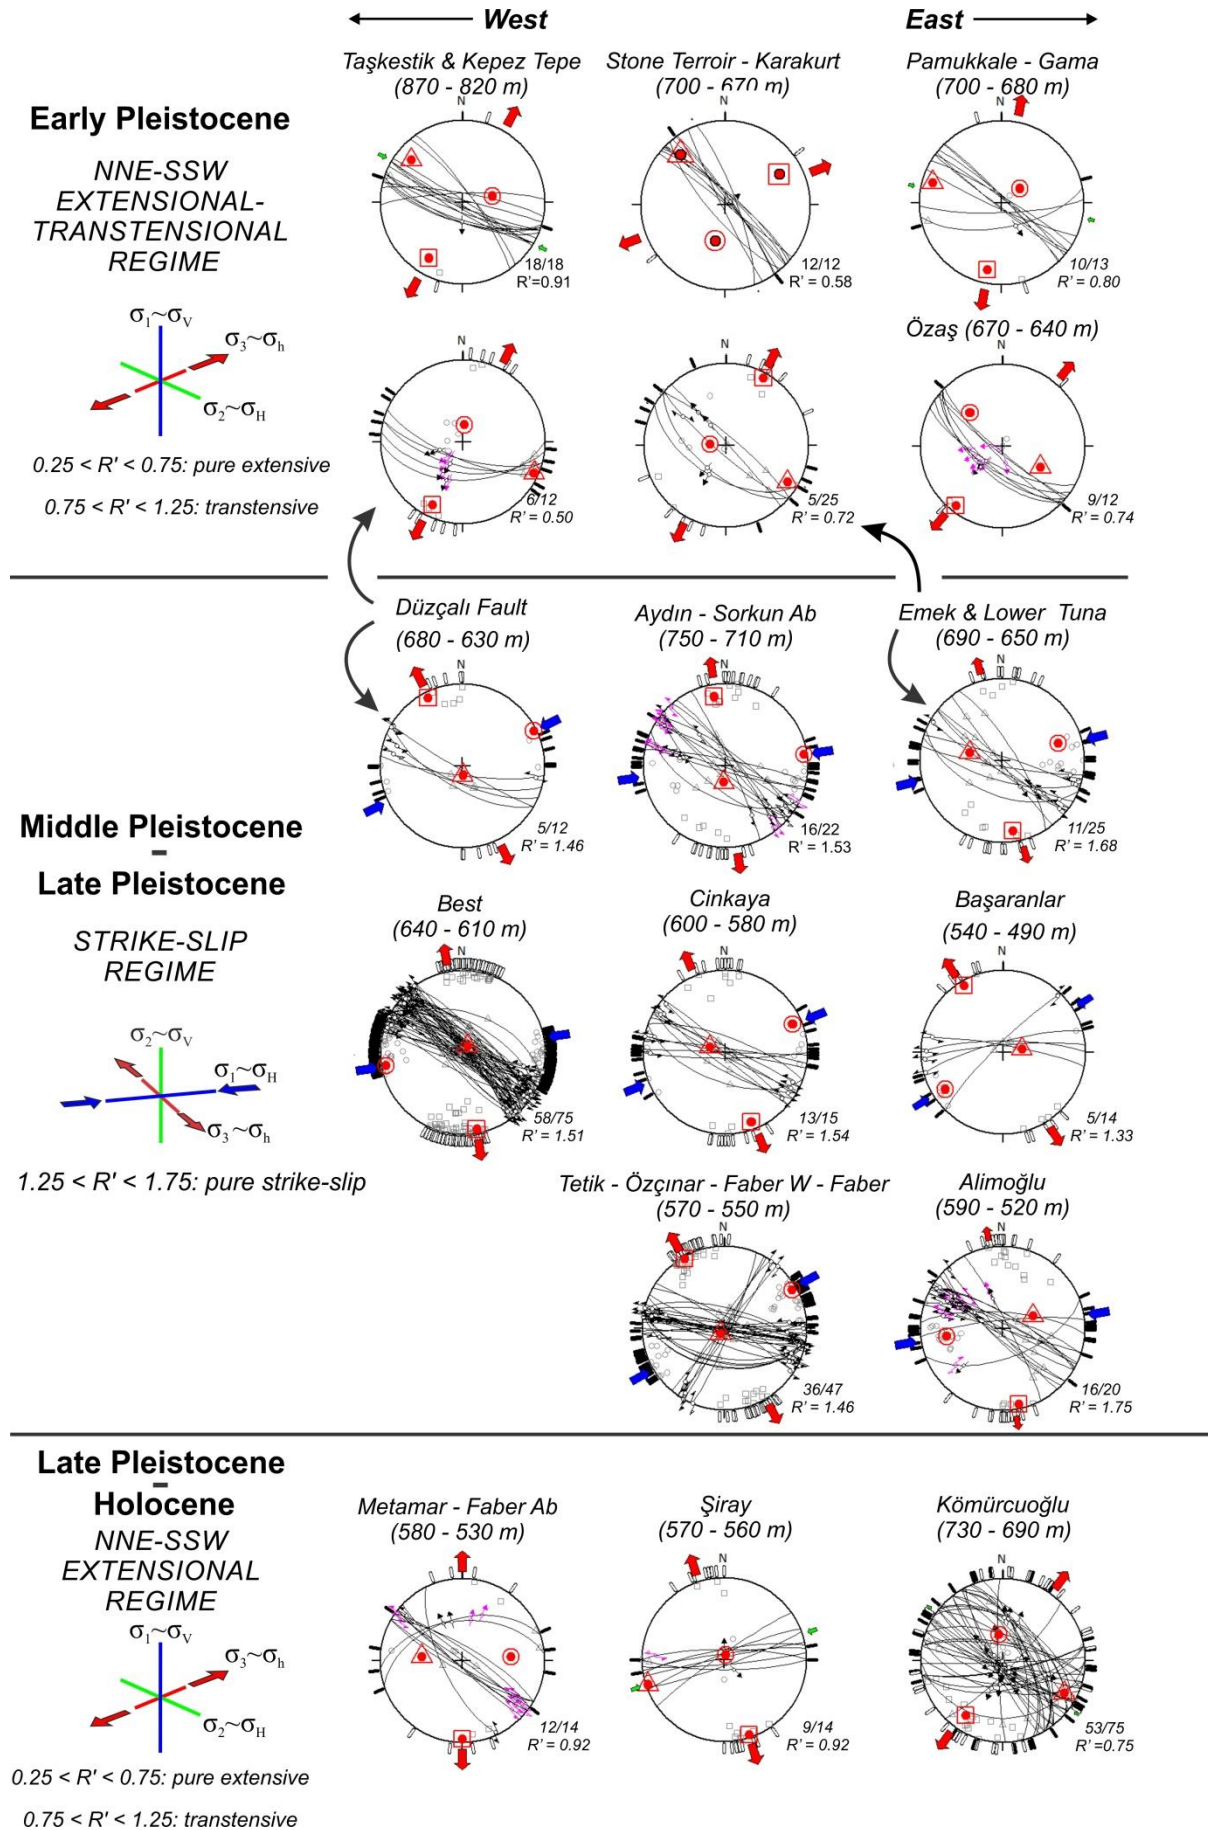 West
East
Taşkestik & Kepez Tepe
(870 - 820 m)
Stone Terroir - Karakurt
(700 - 670 m)
Pamukkale - Gama
(700 - 680 m)
Early Pleistocene
NNE-SSW
EXTENSIONAL-
TRANSTENSIONAL
REGIME
N
18/18
R'=0.91
N
12/12
R' = 0.58
N
10/13
R' = 0.80
σ1~σV
σ3~σh
σ2~σH
0.25 < R' < 0.75: pure extensive
0.75 < R' < 1.25: transtensive
Özaş (670 - 640 m)
N
6/12
R' = 0.50
N
5/25
R' = 0.72
N
9/12
R' = 0.74
Düzçalı Fault
(680 - 630 m)
Aydın - Sorkun Ab
(750 - 710 m)
Emek & Lower Tuna
(690 - 650 m)
N
5/12
R' = 1.46
N
16/22
R' = 1.53
N
11/25
R' = 1.68
Middle Pleistocene
-
Late Pleistocene
STRIKE-SLIP
REGIME
Best
(640 - 610 m)
Cinkaya
(600 - 580 m)
Başaranlar
(540 - 490 m)
N
58/75
R' = 1.51
N
13/15
R' = 1.54
N
5/14
R' = 1.33
σ2~σV
σ1~σH
σ3~σh
1.25 < R' < 1.75: pure strike-slip
Tetik - Özçınar - Faber W - Faber
(570 - 550 m)
Alimoğlu
(590 - 520 m)
N
36/47
R' = 1.46
N
16/20
R' = 1.75
Late Pleistocene
-
Holocene
NNE-SSW
EXTENSIONAL
REGIME
Metamar - Faber Ab
(580 - 530 m)
Şiray
(570 - 560 m)
Kömürcuoğlu
(730 - 690 m)
N
12/14
R' = 0.92
N
9/14
R' = 0.92
N
53/75
R' =0.75
σ1~σV
σ3~σh
σ2~σH
0.25 < R' < 0.75: pure extensive
0.75 < R' < 1.25: transtensive